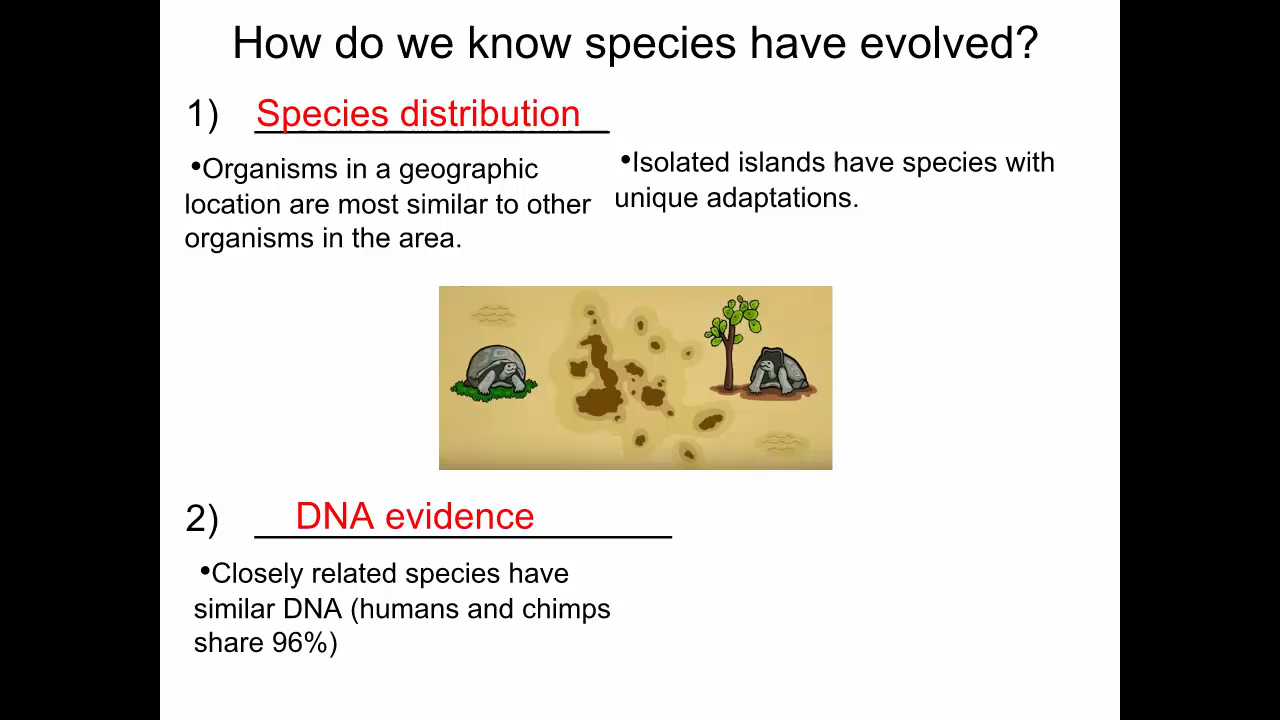 How do we know species have evolved?
1) Species distribution
•Organisms in a geographic
location are most similar to other
organisms in the area.
•Isolated islands have species with
unique adaptations.
2) DNA evidence
•Closely related species have
similar DNA (humans and chimps
share 96%)